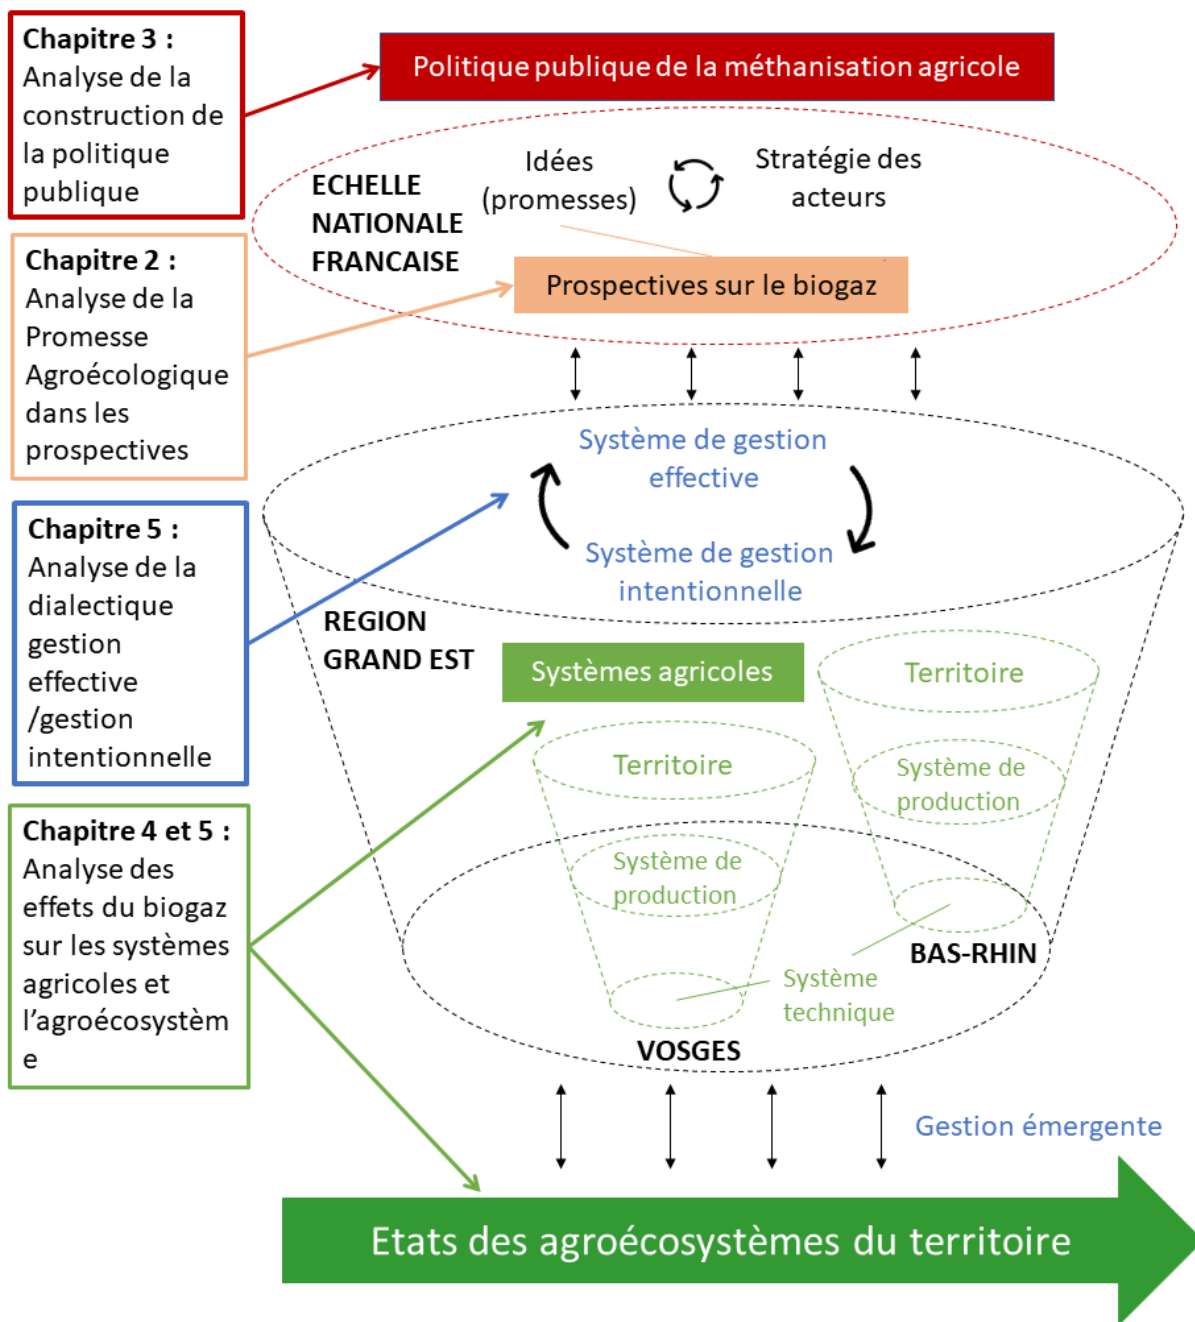 Chapitre 3 :
Analyse de la
construction de
la politique
publique
Politique publique de la méthanisation agricole
Idées
(promesses)
Stratégie des
acteurs
ECHELLE
NATIONALE
FRANCAISE
Prospectives sur le biogaz
Chapitre 2 :
Analyse de la
Promesse
Agroécologique
dans les
prospectives
Système de gestion
effective
Système de gestion
intentionnelle
Chapitre 5 :
Analyse de la
dialectique
gestion
effective
/gestion
intentionnelle
REGION
GRAND EST
Systèmes agricoles
Territoire
Système de
production
Territoire
Système de
production
Chapitre 4 et 5 :
Analyse des
effets du biogaz
sur les systèmes
agricoles et
l’agroécosystèm
e
BAS-RHIN
Système
technique
VOSGES
Gestion émergente
Etats des agroécosystèmes du territoire